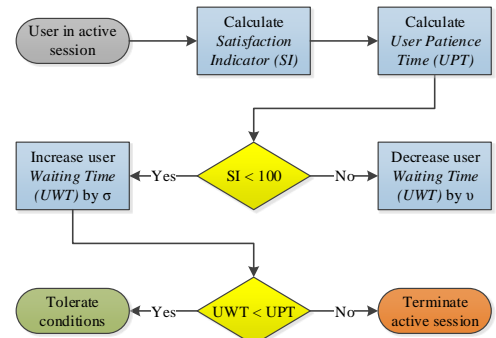 User in active
session
Calculate
Satisfaction
Indicator (SI)
Calculate
User Patience
Time (UPT)
Increase user
Waiting Time
(UWT) by σ
Yes
SI < 100
No
Decrease user
Waiting Time
(UWT) by υ
Tolerate
conditions
Yes
UWT < UPT
No
Terminate
active session